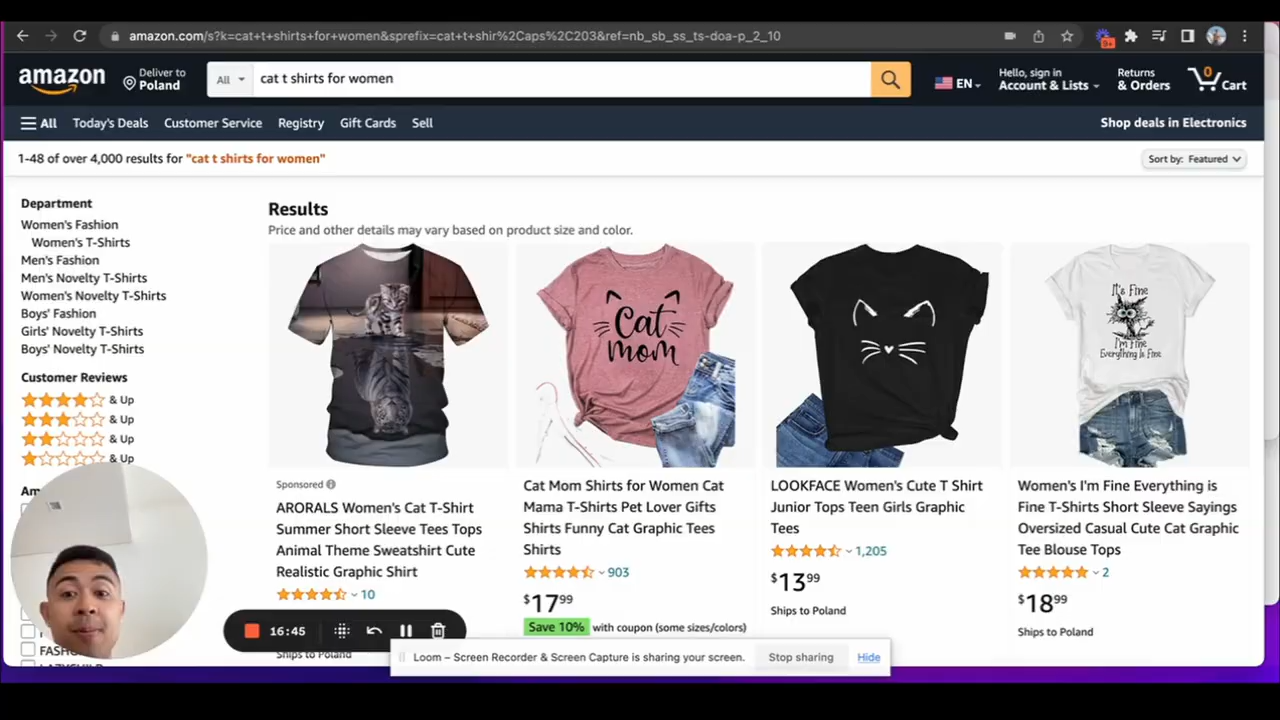 amazon.com/s?k=cat+t+shirts+for+women&sprefix=cat+t+shir%2Caps%2C203&ref=nb_sb_ss_ts-doa-p_2_10
9+
amazon
Deliver to
Poland
All
cat t shirts for women
EN
Hello, sign in
Account & Lists
Returns
& Orders
0
Cart
All
Today's Deals
Customer Service
Registry
Gift Cards
Sell
Shop deals in Electronics
1-48 of over 4,000 results for "cat t shirts for women"
Sort by: Featured
Department
Women's Fashion
Women's T-Shirts
Men's Fashion
Men's Novelty T-Shirts
Women's Novelty T-Shirts
Boys' Fashion
Girls' Novelty T-Shirts
Boys' Novelty T-Shirts
Customer Reviews
& Up
& Up
& Up
& Up
Results
Price and other details may vary based on product size and color.
Cat
mom
It's Fine
I'm Fine
Everything is Fine
Sponsored
ARORALS Women's Cat T-Shirt
Summer Short Sleeve Tees Tops
Animal Theme Sweatshirt Cute
Realistic Graphic Shirt
10
Ships to Poland
Cat Mom Shirts for Women Cat
Mama T-Shirts Pet Lover Gifts
Shirts Funny Cat Graphic Tees
Shirts
903
$1799
Save 10% with coupon (some sizes/colors)
LOOKFACE Women's Cute T Shirt
Junior Tops Teen Girls Graphic
Tees
1,205
$1399
Ships to Poland
Women's I'm Fine Everything is
Fine T-Shirts Short Sleeve Sayings
Oversized Casual Cute Cat Graphic
Tee Blouse Tops
2
$1899
Ships to Poland
16:45
Loom – Screen Recorder & Screen Capture is sharing your screen.
Stop sharing
Hide